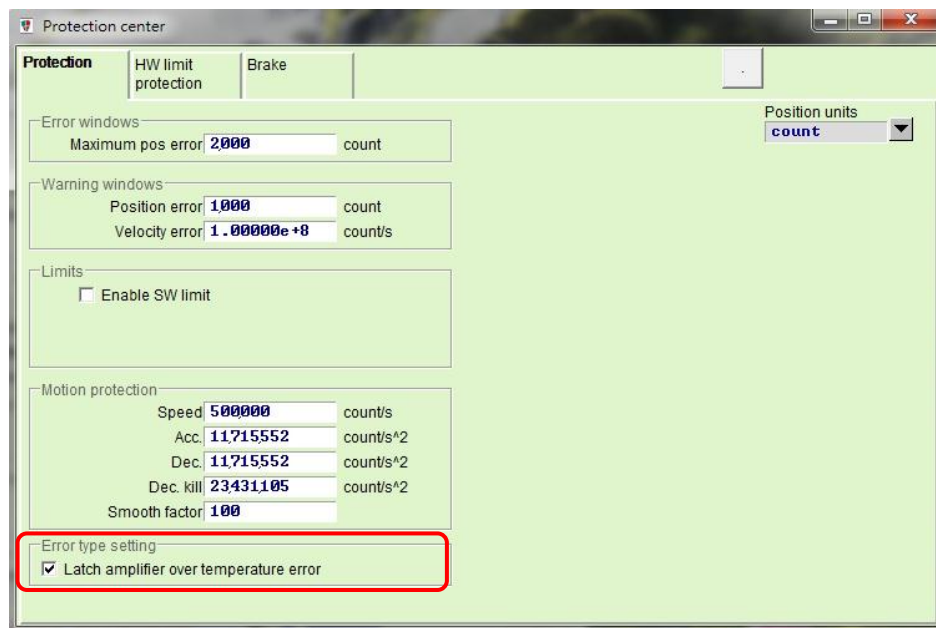 Protection center
Protection
HW limit
protection
Brake
.
Position units
count
Error windows
Maximum pos error 2,000 count
Warning windows
Position error 1,000 count
Velocity error 1.00000e+8 count/s
Limits
Enable SW limit
Motion protection
Speed 500,000 count/s
Acc. 11,715,552 count/s^2
Dec. 11,715,552 count/s^2
Dec. kill 23,431,105 count/s^2
Smooth factor 100
Error type setting
Latch amplifier over temperature error